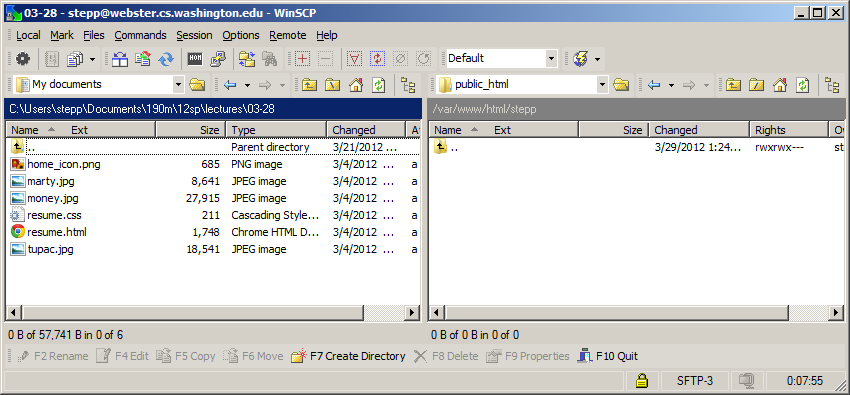 03-28 - stepp@webster.cs.washington.edu - WinSCP
Local Mark Files Commands Session Options Remote Help
Default
My documents public_html
C:\Users\stepp\Documents\190m\12sp\lectures\03-28 /var/www/html/stepp
Name Ext Size Type Changed Name Ext Size Changed Rights
.. Parent directory 3/21/2012 ... .. 3/29/2012 1:24... rwxrwx---
home_icon.png 685 PNG image 3/4/2012 ... a
marty.jpg 8,641 JPEG image 3/4/2012 ... a
money.jpg 27,915 JPEG image 3/4/2012 ... a
resume.css 211 Cascading Style... 3/4/2012 ... a
resume.html 1,748 Chrome HTML D... 3/4/2012 ... a
tupac.jpg 18,541 JPEG image 3/4/2012 ... a
0 B of 57,741 B in 0 of 6 0 B of 0 B in 0 of 0
F2 Rename F4 Edit F5 Copy F6 Move F7 Create Directory F8 Delete F9 Properties F10 Quit
SFTP-3 0:07:55